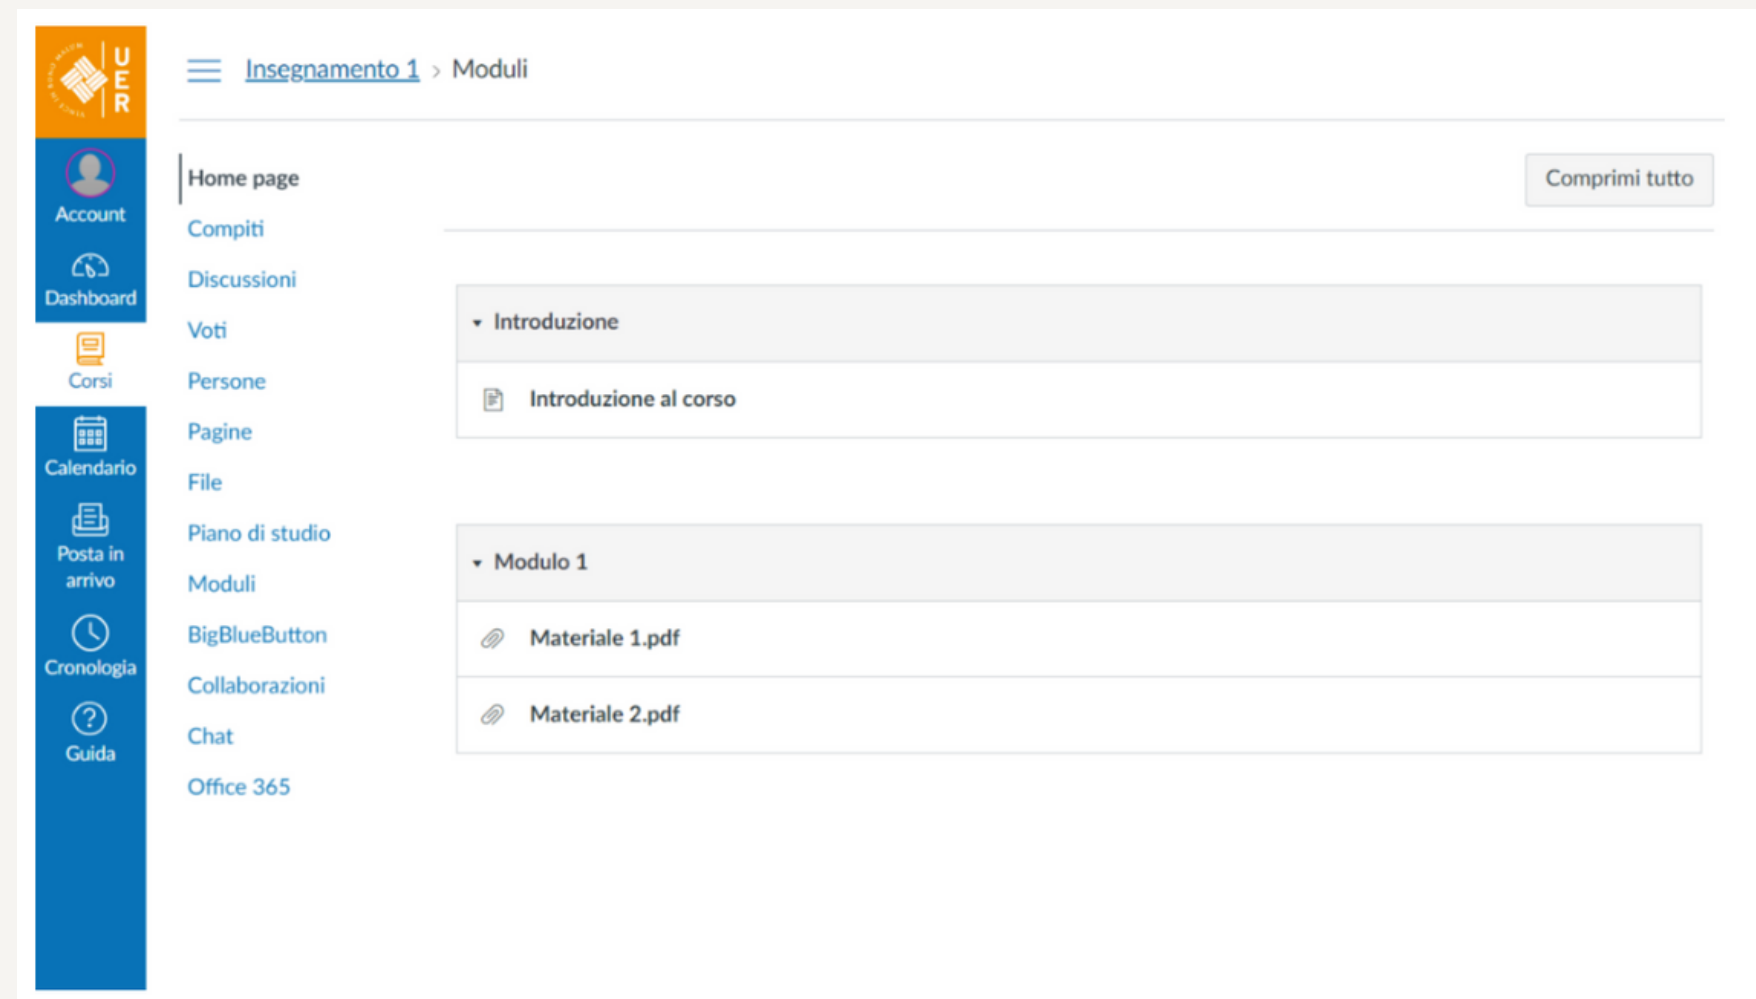 UER
Insegnamento 1 > Moduli
Account
Dashboard
Corsi
Calendario
Posta in
arrivo
Cronologia
Guida
Home page
Compiti
Discussioni
Voti
Persone
Pagine
File
Piano di studio
Moduli
BigBlueButton
Collaborazioni
Chat
Office 365
Comprimi tutto
Introduzione
Introduzione al corso
Modulo 1
Materiale 1.pdf
Materiale 2.pdf